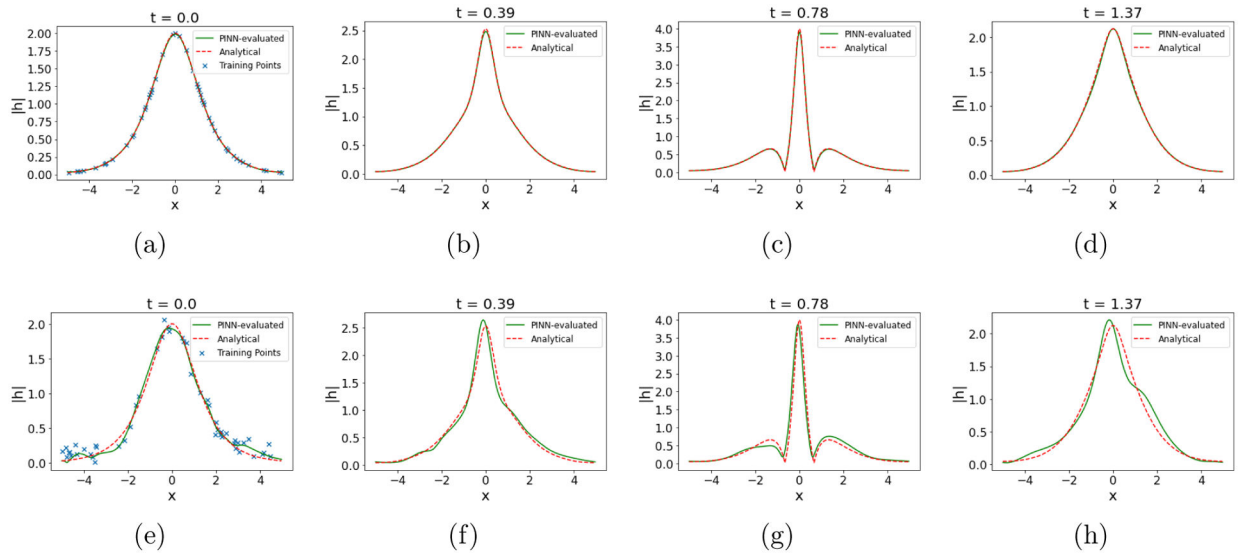 t = 0.0
PINN-evaluated
Analytical
Training Points
|h|
2.00
1.75
1.50
1.25
1.00
0.75
0.50
0.25
0.00
−4 −2 0 2 4
x
(a)
t = 0.39
PINN-evaluated
Analytical
|h|
2.5
2.0
1.5
1.0
0.5
0.0
−4 −2 0 2 4
x
(b)
t = 0.78
PINN-evaluated
Analytical
|h|
4.0
3.5
3.0
2.5
2.0
1.5
1.0
0.5
0.0
−4 −2 0 2 4
x
(c)
t = 1.37
PINN-evaluated
Analytical
|h|
2.0
1.5
1.0
0.5
0.0
−4 −2 0 2 4
x
(d)
t = 0.0
PINN-evaluated
Analytical
Training Points
|h|
2.0
1.5
1.0
0.5
0.0
−4 −2 0 2 4
x
(e)
t = 0.39
PINN-evaluated
Analytical
|h|
2.5
2.0
1.5
1.0
0.5
0.0
−4 −2 0 2 4
x
(f)
t = 0.78
PINN-evaluated
Analytical
|h|
4.0
3.5
3.0
2.5
2.0
1.5
1.0
0.5
0.0
−4 −2 0 2 4
x
(g)
t = 1.37
PINN-evaluated
Analytical
|h|
2.0
1.5
1.0
0.5
0.0
−4 −2 0 2 4
x
(h)